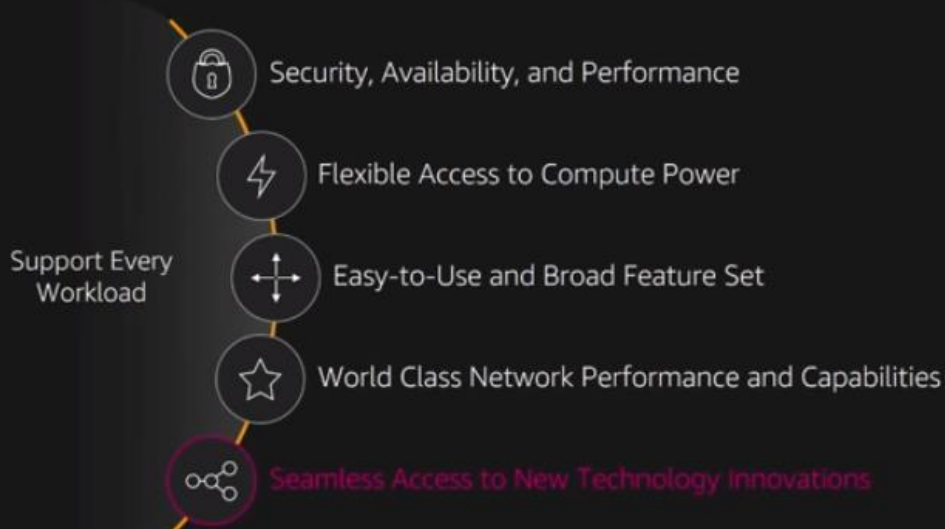 Security, Availability, and Performance
Flexible Access to Compute Power
Support Every
Workload
Easy-to-Use and Broad Feature Set
World Class Network Performance and Capabilities
Seamless Access to New Technology Innovations